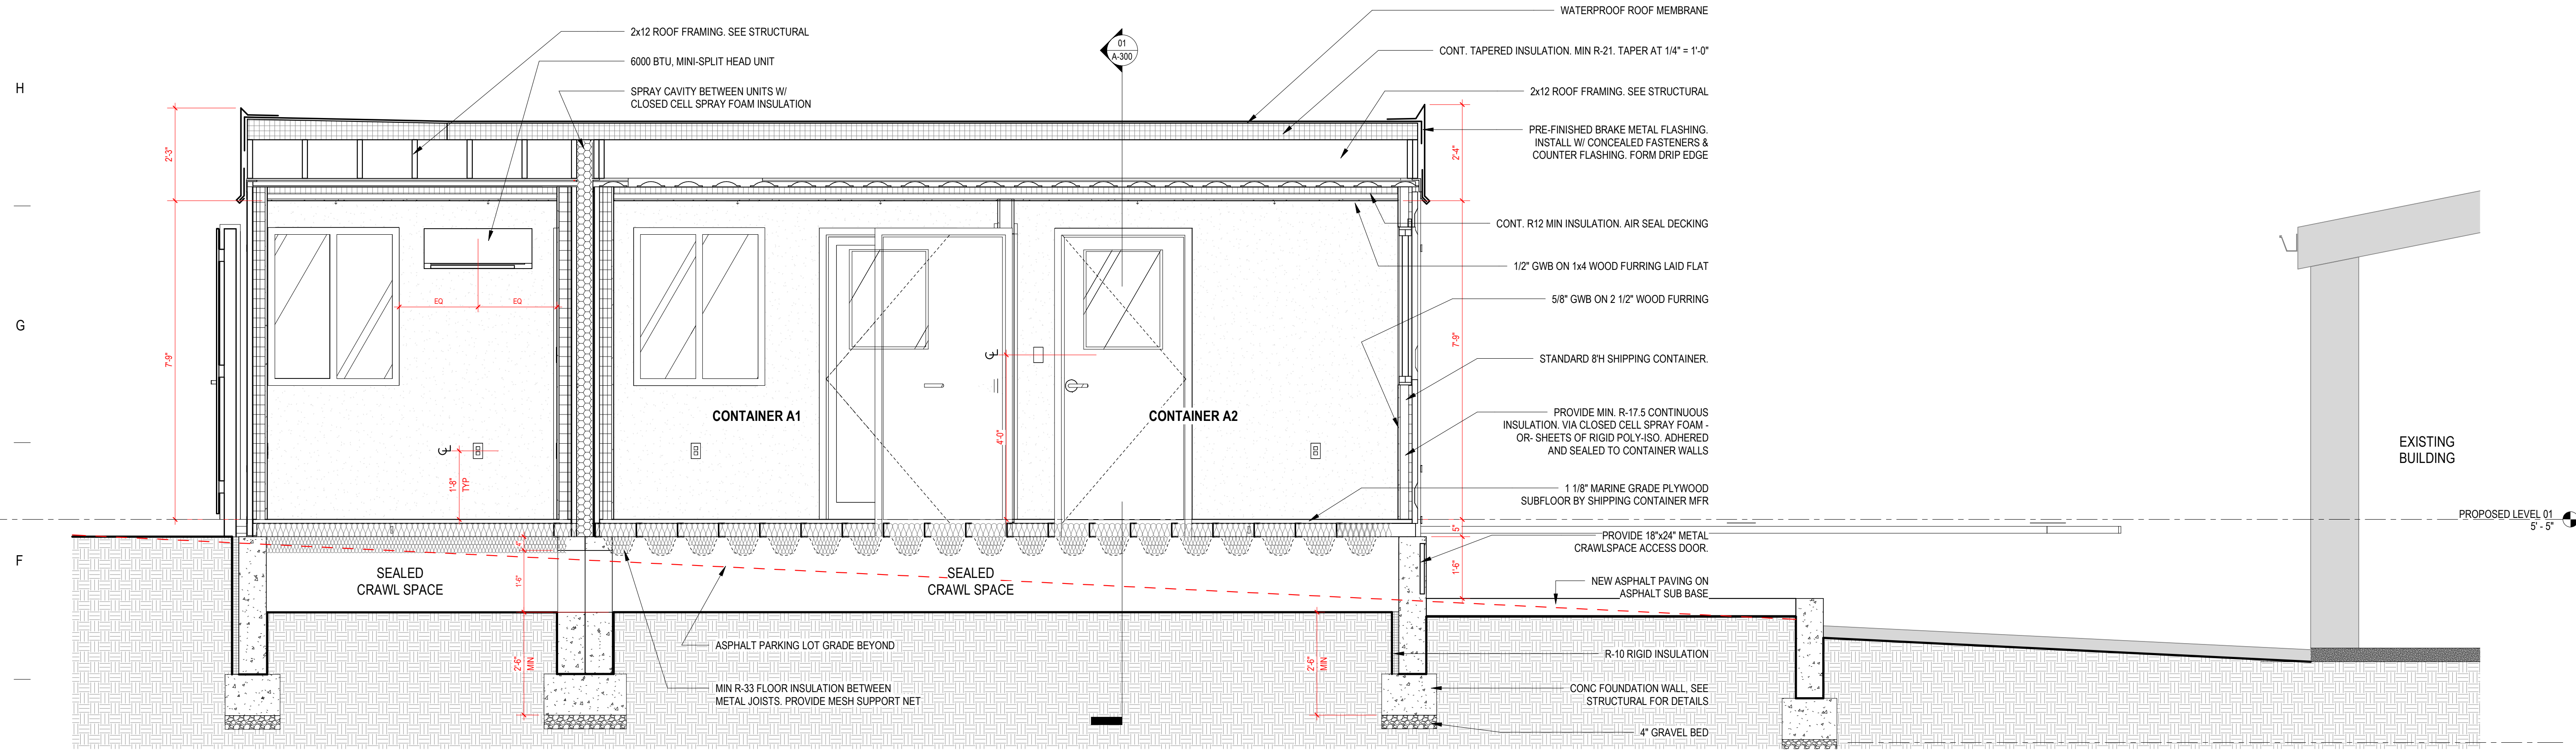 WATERPROOF ROOF MEMBRANE
2x12 ROOF FRAMING. SEE STRUCTURAL
01
A-300
CONT. TAPERED INSULATION. MIN R-21. TAPER AT 1/4" = 1'-0"
6000 BTU, MINI-SPLIT HEAD UNIT
H
SPRAY CAVITY BETWEEN UNITS W/
CLOSED CELL SPRAY FOAM INSULATION
2x12 ROOF FRAMING. SEE STRUCTURAL
PRE-FINISHED BRAKE METAL FLASHING.
INSTALL W/ CONCEALED FASTENERS &
COUNTER FLASHING. FORM DRIP EDGE
2'-3"
2'-4"
CONT. R12 MIN INSULATION. AIR SEAL DECKING
1/2" GWB ON 1x4 WOOD FURRING LAID FLAT
EQ
EQ
5/8" GWB ON 2 1/2" WOOD FURRING
G
7'-9"
7'-9"
STANDARD 8'H SHIPPING CONTAINER.
CONTAINER A1
CONTAINER A2
PROVIDE MIN. R-17.5 CONTINUOUS
INSULATION. VIA CLOSED CELL SPRAY FOAM -
OR- SHEETS OF RIGID POLY-ISO. ADHERED
AND SEALED TO CONTAINER WALLS
4'-0"
CL
CL
1'-8"
TYP
EXISTING
BUILDING
1 1/8" MARINE GRADE PLYWOOD
SUBFLOOR BY SHIPPING CONTAINER MFR
PROPOSED LEVEL 01
5' - 5"
5"
PROVIDE 18"x24" METAL
CRAWLSPACE ACCESS DOOR.
F
SEALED
CRAWL SPACE
1'-6"
SEALED
CRAWL SPACE
1'-6"
NEW ASPHALT PAVING ON
ASPHALT SUB BASE
ASPHALT PARKING LOT GRADE BEYOND
R-10 RIGID INSULATION
2'-6"
MIN
2'-6"
MIN
MIN R-33 FLOOR INSULATION BETWEEN
METAL JOISTS. PROVIDE MESH SUPPORT NET
CONC FOUNDATION WALL, SEE
STRUCTURAL FOR DETAILS
4" GRAVEL BED